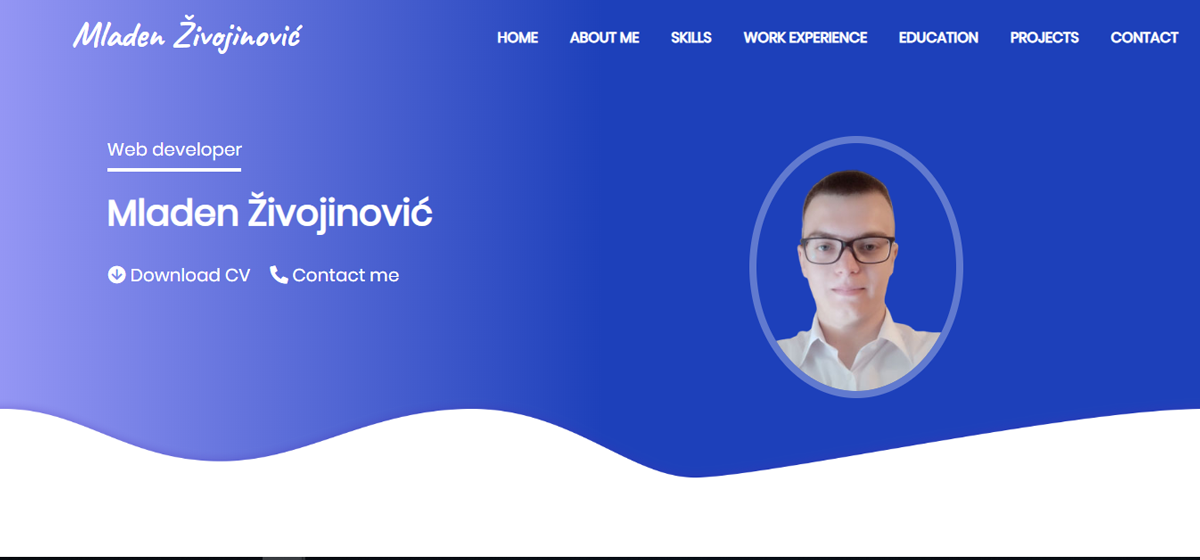 Mladen Živojinović
HOME ABOUT ME SKILLS WORK EXPERIENCE EDUCATION PROJECTS CONTACT
Web developer
Mladen Živojinović
Download CV Contact me